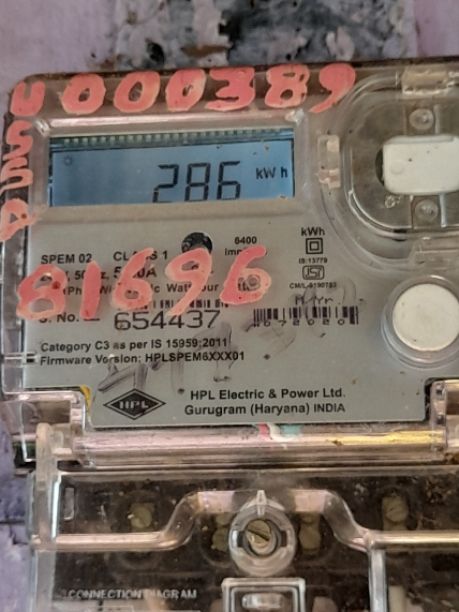 U000389
286 kWh
kWh
SPEM 02 CLASS 1 6400
IS:13779
81696
S. No.
654437
Category C3 as per IS 15959:2011
Firmware Version: HPLSPEM6XXX01
HPL
HPL Electric & Power Ltd.
Gurugram (Haryana) INDIA
CONNECTION DIAGRAM